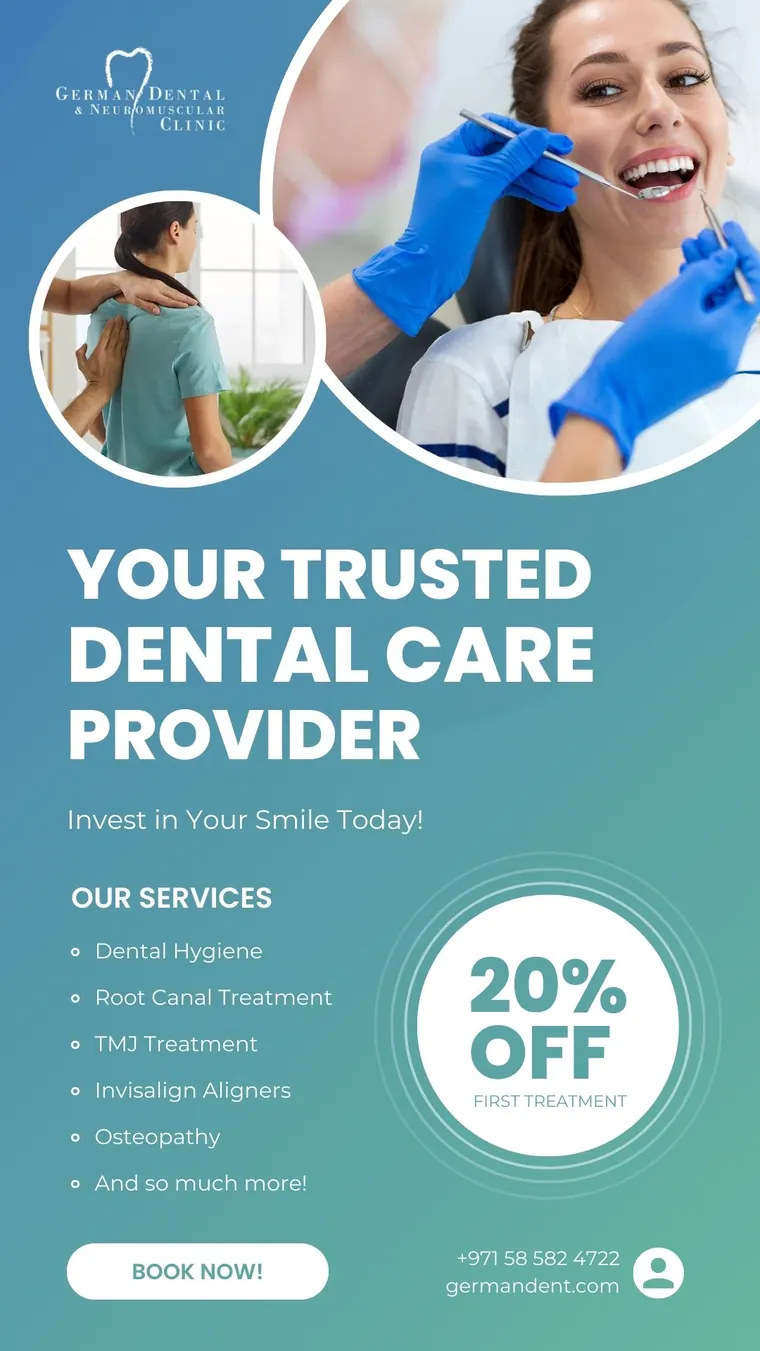 German Dental
& Neuromuscular
Clinic
YOUR TRUSTED
DENTAL CARE
PROVIDER
Invest in Your Smile Today!
OUR SERVICES
Dental Hygiene
Root Canal Treatment
TMJ Treatment
Invisalign Aligners
Osteopathy
And so much more!
20%
OFF
FIRST TREATMENT
BOOK NOW!
+971 58 582 4722
germandent.com